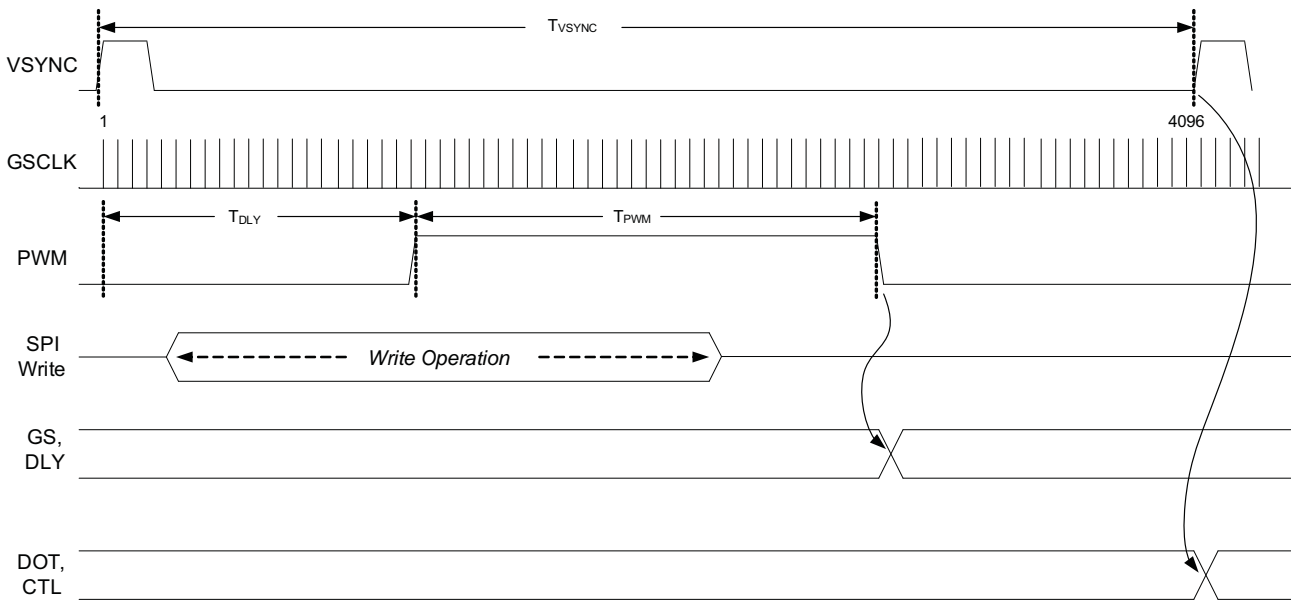 TVSYNC
VSYNC
1
4096
GSCLK
TDLY
TPWM
PWM
SPI
Write
Write Operation
GS,
DLY
DOT,
CTL